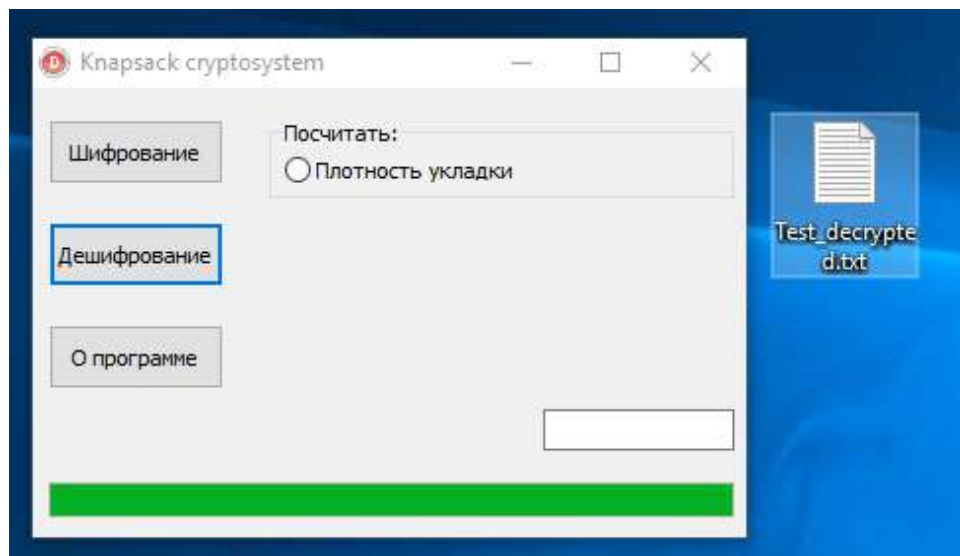 Knapsack cryptosystem
Шифрование
Посчитать:
Плотность укладки
Дешифрование
О программе
Test_decrypte
d.txt